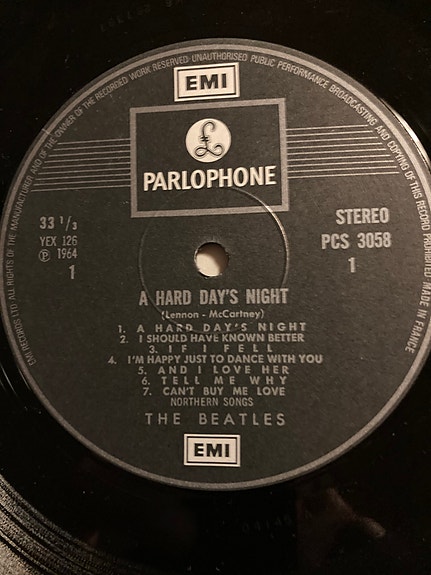 EMI RECORDS LTD ALL RIGHTS OF THE MANUFACTURER AND OF THE OWNER OF THE RECORDED WORK RESERVED UNAUTHORISED PUBLIC PERFORMANCE BROADCASTING AND COPYING OF THIS RECORD PROHIBITED MADE IN FRANCE
EMI
£
PARLOPHONE
33 1/3
YEX 126
℗ 1964
1
STEREO
PCS 3058
1
A HARD DAY'S NIGHT
(Lennon - McCartney)
1. A HARD DAY'S NIGHT
2. I SHOULD HAVE KNOWN BETTER
3. IF I FELL
4. I'M HAPPY JUST TO DANCE WITH YOU
5. AND I LOVE HER
6. TELL ME WHY
7. CAN'T BUY ME LOVE
NORTHERN SONGS
THE BEATLES
EMI